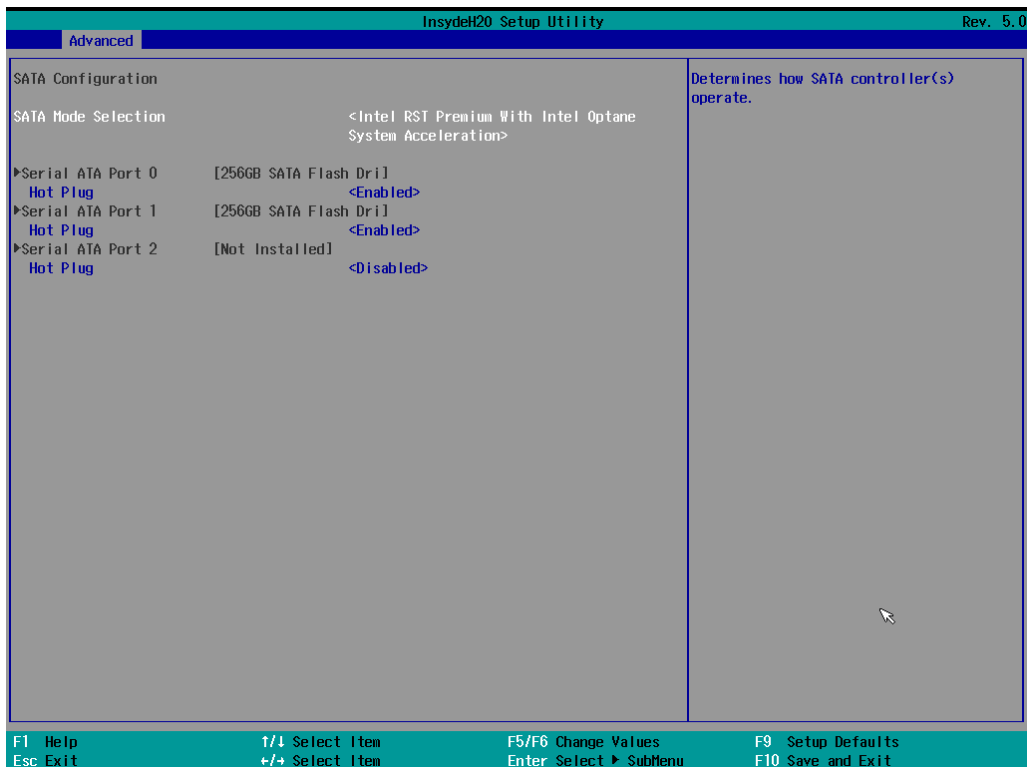 InsydeH2O Setup Utility Rev. 5.0
Advanced
SATA Configuration
Determines how SATA controller(s)
operate.
SATA Mode Selection <Intel RST Premium With Intel Optane
System Acceleration>
▶Serial ATA Port 0 [256GB SATA Flash Dri]
Hot Plug <Enabled>
▶Serial ATA Port 1 [256GB SATA Flash Dri]
Hot Plug <Enabled>
▶Serial ATA Port 2 [Not Installed]
Hot Plug <Disabled>
F1 Help ↑/↓ Select Item F5/F6 Change Values F9 Setup Defaults
Esc Exit ←/→ Select Item Enter Select ▶ SubMenu F10 Save and Exit